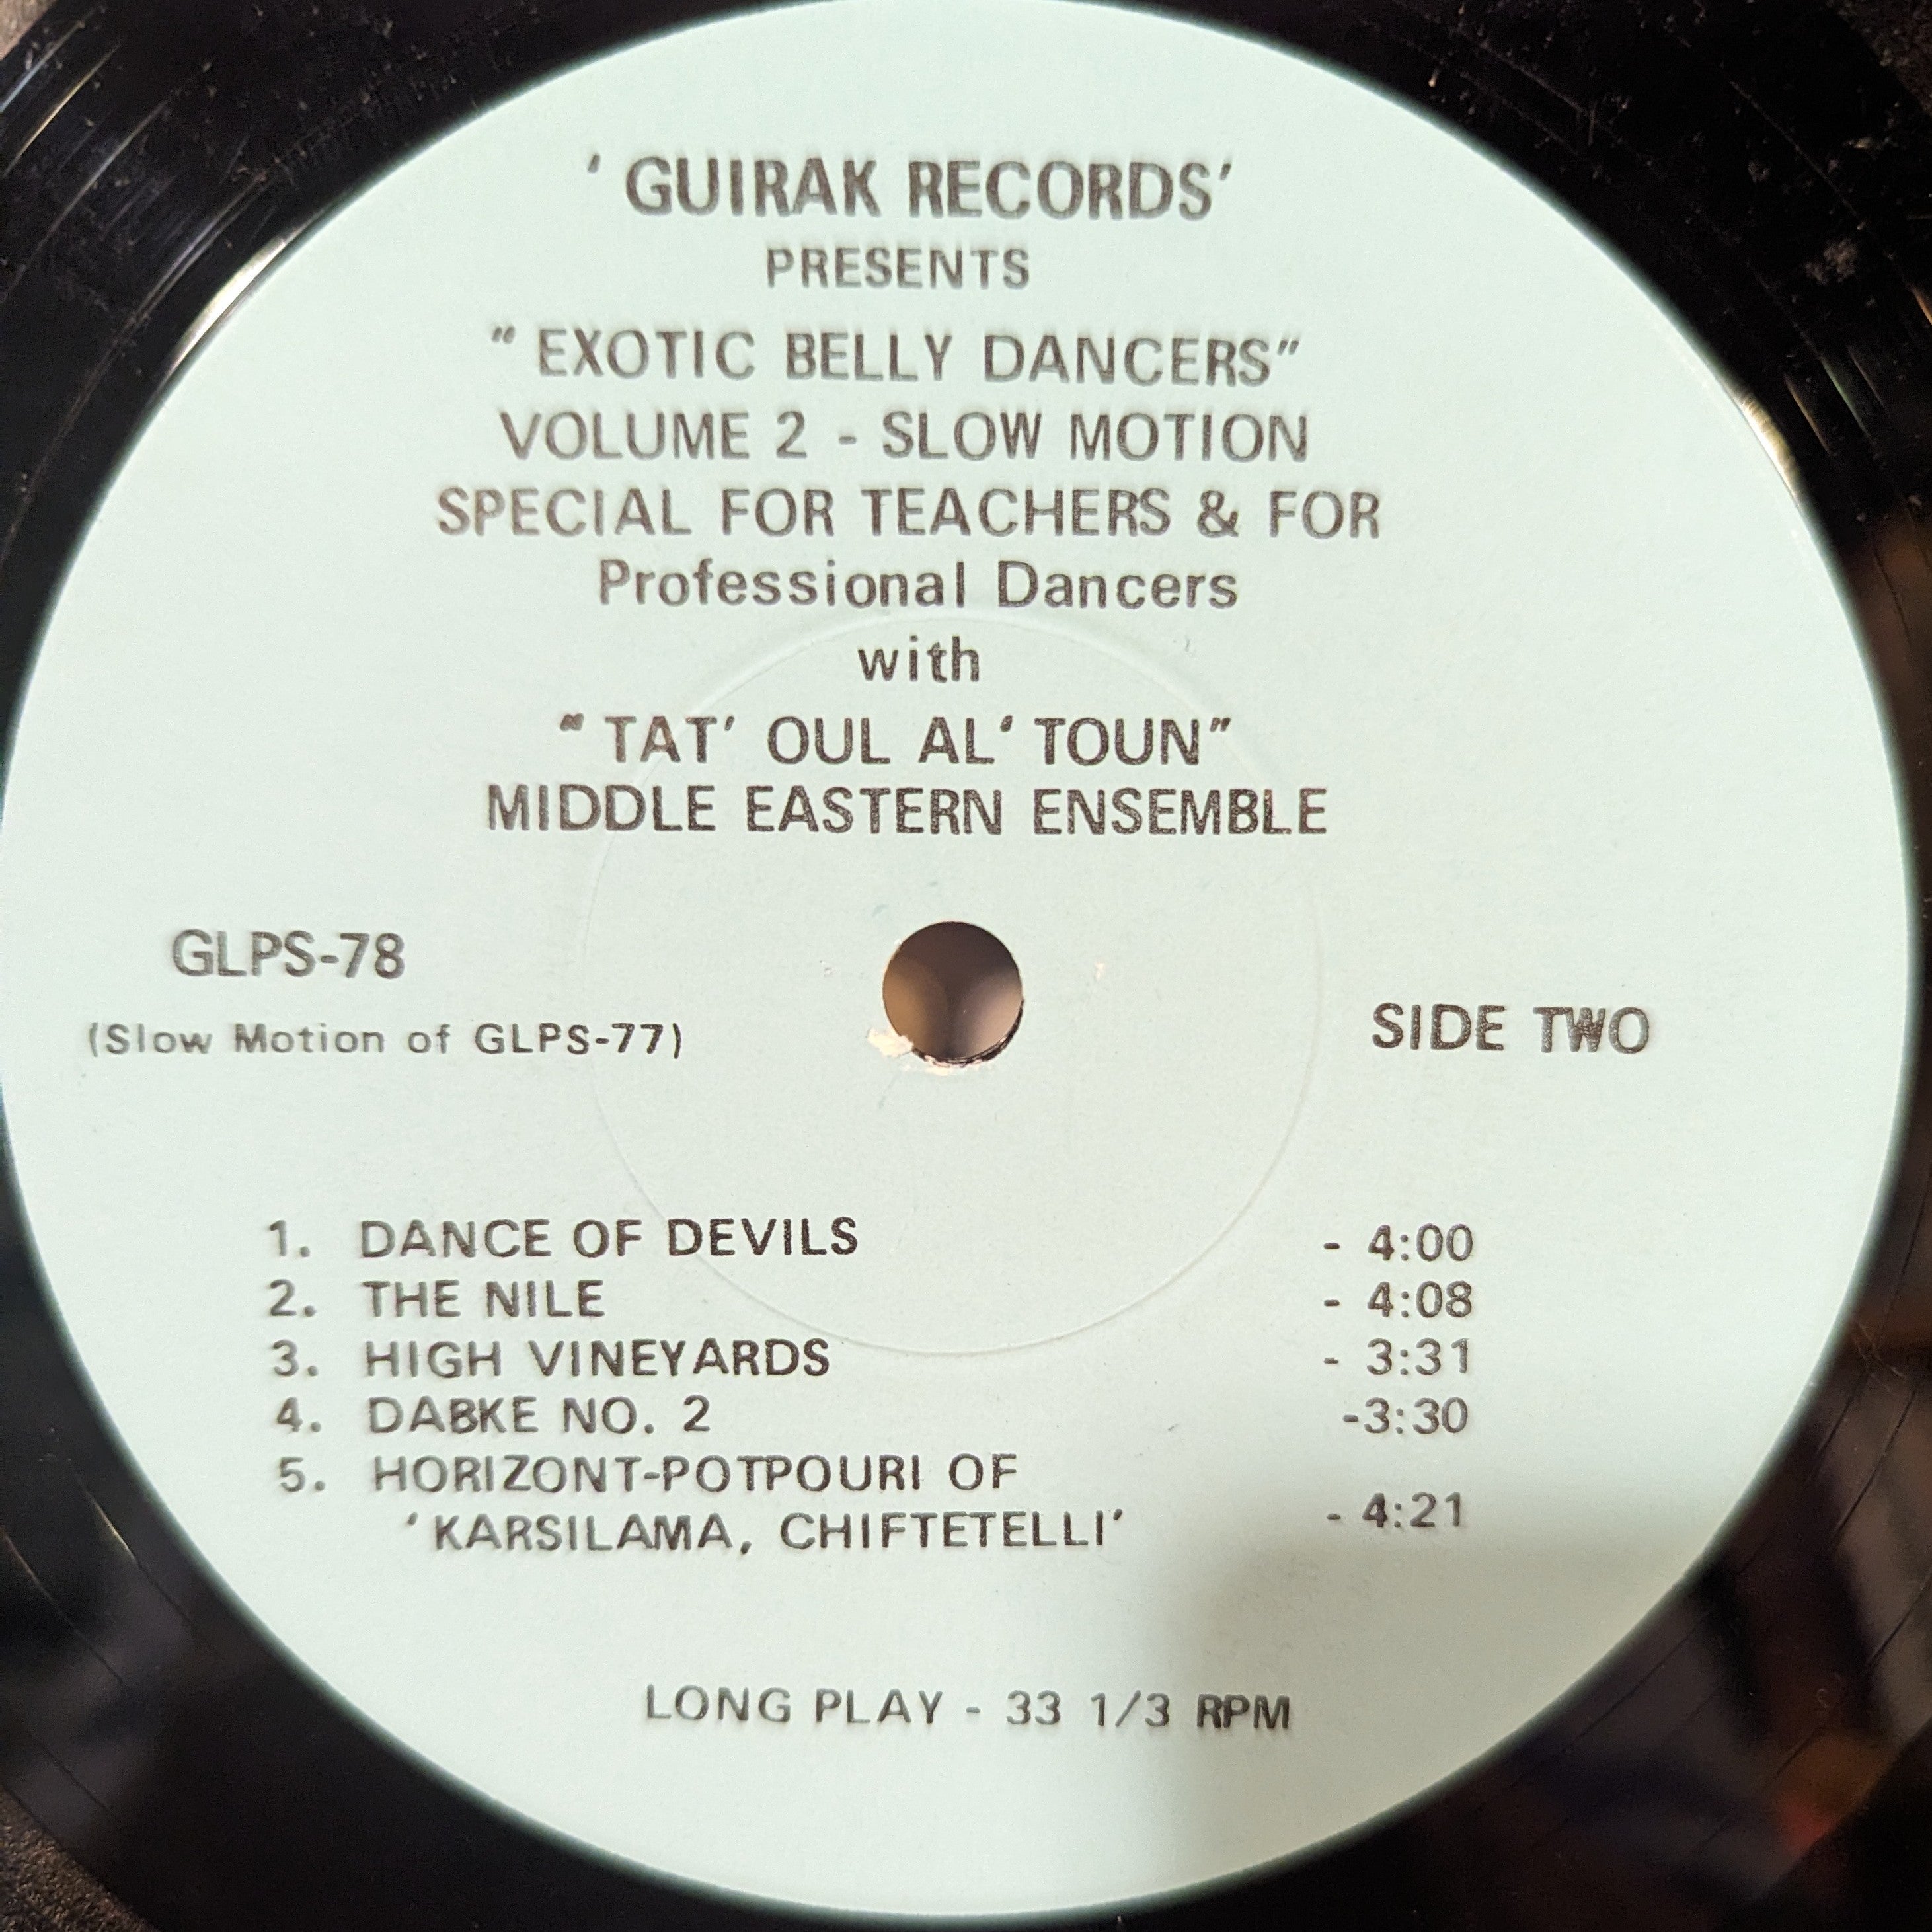 ' GUIRAK RECORDS'
PRESENTS
" EXOTIC BELLY DANCERS"
VOLUME 2 - SLOW MOTION
SPECIAL FOR TEACHERS & FOR
Professional Dancers
with
" TAT' OUL AL' TOUN"
MIDDLE EASTERN ENSEMBLE
GLPS-78
(Slow Motion of GLPS-77)
SIDE TWO
1. DANCE OF DEVILS - 4:00
2. THE NILE - 4:08
3. HIGH VINEYARDS - 3:31
4. DABKE NO. 2 -3:30
5. HORIZONT-POTPOURI OF
'KARSILAMA, CHIFTETELLI' - 4:21
LONG PLAY - 33 1/3 RPM